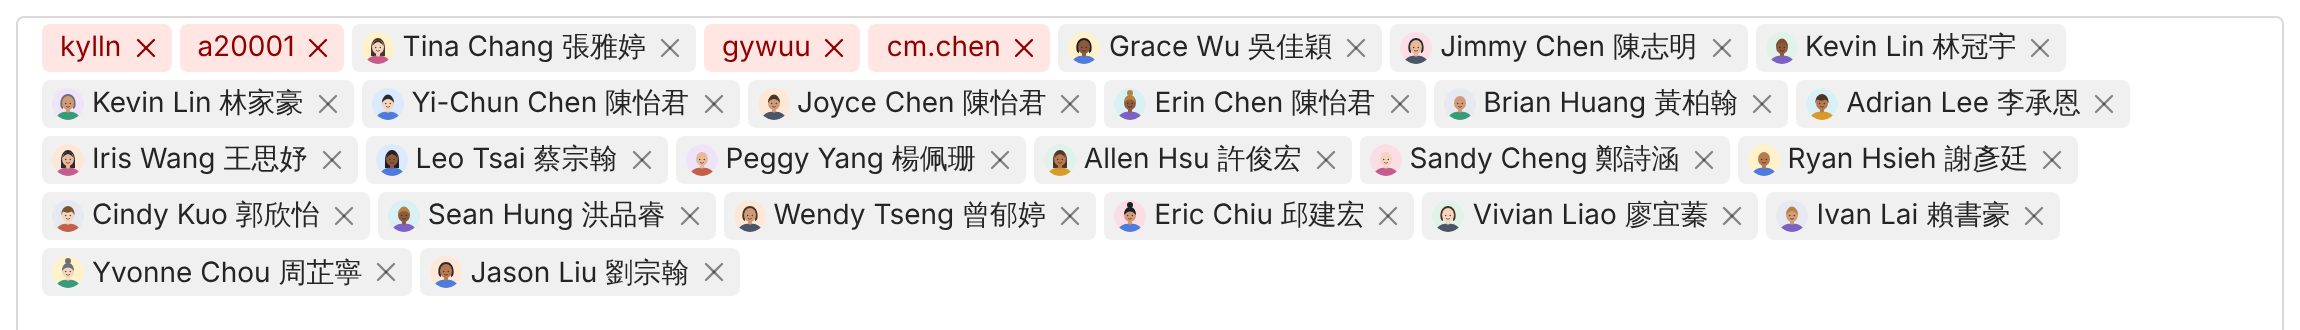 kylln a20001 Tina Chang 張雅婷 gywuu cm.chen Grace Wu 吳佳穎 Jimmy Chen 陳志明 Kevin Lin 林冠宇
Kevin Lin 林家豪 Yi-Chun Chen 陳怡君 Joyce Chen 陳怡君 Erin Chen 陳怡君 Brian Huang 黃柏翰 Adrian Lee 李承恩
Iris Wang 王思妤 Leo Tsai 蔡宗翰 Peggy Yang 楊佩珊 Allen Hsu 許俊宏 Sandy Cheng 鄭詩涵 Ryan Hsieh 謝彥廷
Cindy Kuo 郭欣怡 Sean Hung 洪品睿 Wendy Tseng 曾郁婷 Eric Chiu 邱建宏 Vivian Liao 廖宜蓁 Ivan Lai 賴書豪
Yvonne Chou 周芷寧 Jason Liu 劉宗翰